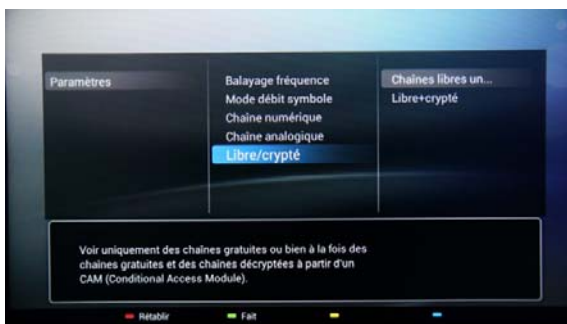 Paramètres
Balayage fréquence
Mode débit symbole
Chaîne numérique
Chaîne analogique
Libre/crypté
Chaînes libres un...
Libre+crypté
Voir uniquement des chaînes gratuites ou bien à la fois des
chaînes gratuites et des chaînes décryptées à partir d'un
CAM (Conditional Access Module).
Rétablir
Fait